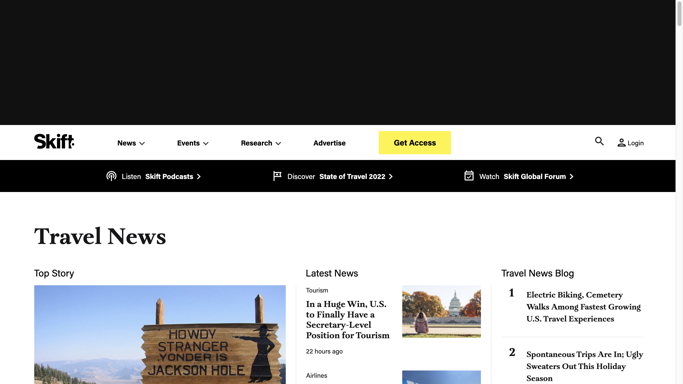 Skift
News
Events
Research
Advertise
Get Access
Login
Listen Skift Podcasts
Discover State of Travel 2022
Watch Skift Global Forum
Travel News
Top Story
HOWDY
STRANGER
YONDER IS
JACKSON HOLE
Latest News
Tourism
In a Huge Win, U.S.
to Finally Have a
Secretary-Level
Position for Tourism
22 hours ago
Airlines
Travel News Blog
1
Electric Biking, Cemetery
Walks Among Fastest Growing
U.S. Travel Experiences
2
Spontaneous Trips Are In; Ugly
Sweaters Out This Holiday
Season